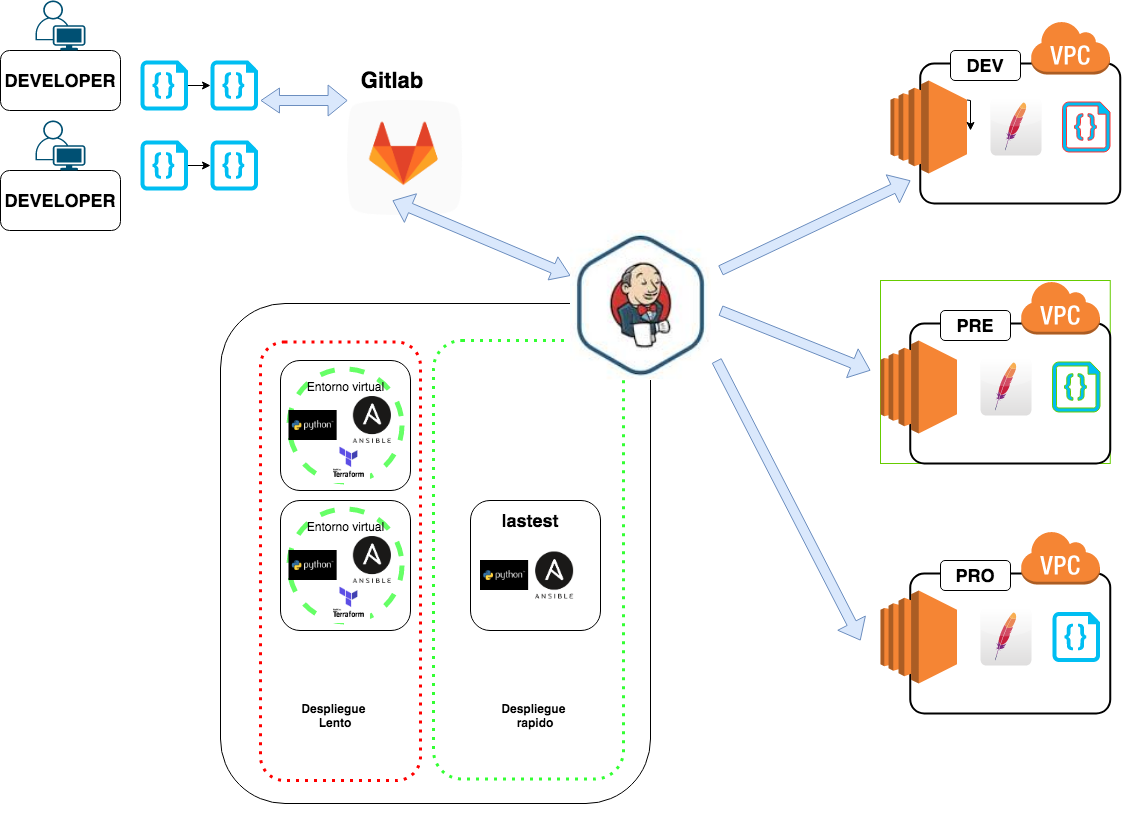 DEVELOPER
Gitlab
DEVELOPER
DEV
VPC
PRE
VPC
PRO
VPC
Entorno virtual
python
ANSIBLE
Terraform
Entorno virtual
python
ANSIBLE
Terraform
lastest
python
ANSIBLE
Despliegue
Lento
Despliegue
rapido